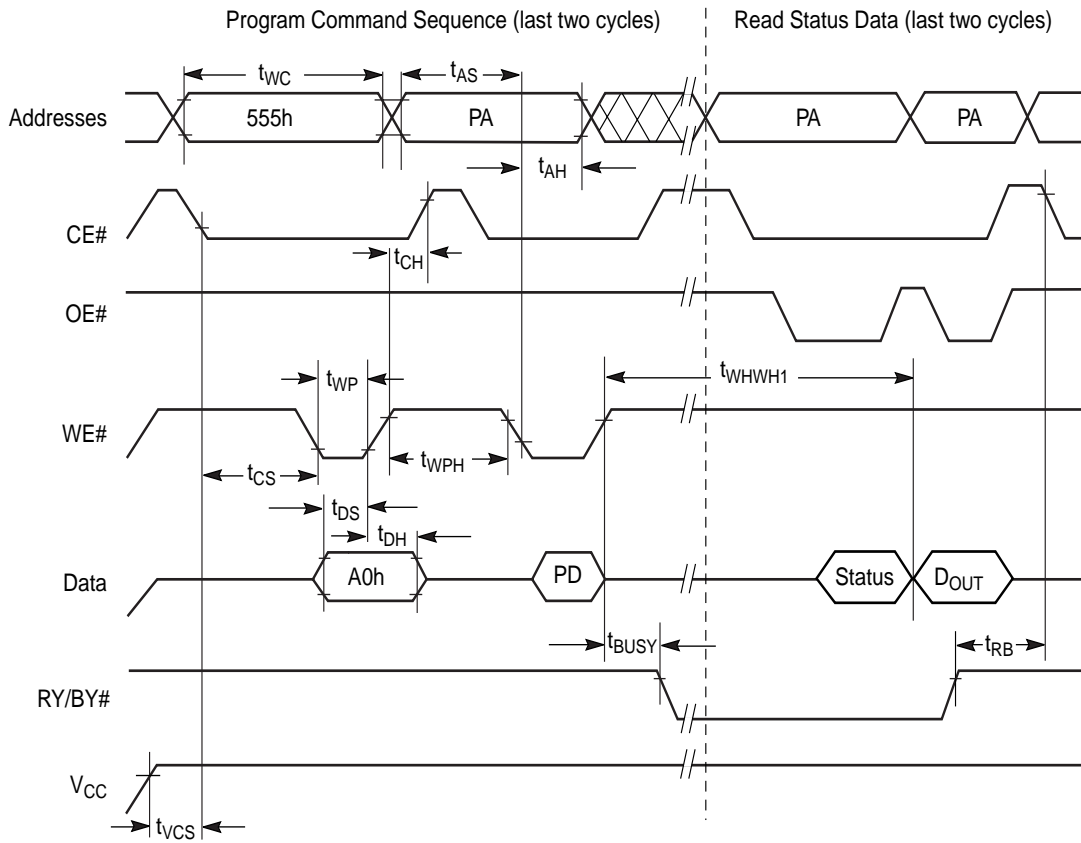 Program Command Sequence (last two cycles)
Read Status Data (last two cycles)
tWC
tAS
Addresses
555h
PA
PA
PA
tAH
CE#
tCH
OE#
tWP
tWHWH1
WE#
tCS
tWPH
tDS
tDH
Data
A0h
PD
Status
DOUT
tBUSY
tRB
RY/BY#
VCC
tVCS